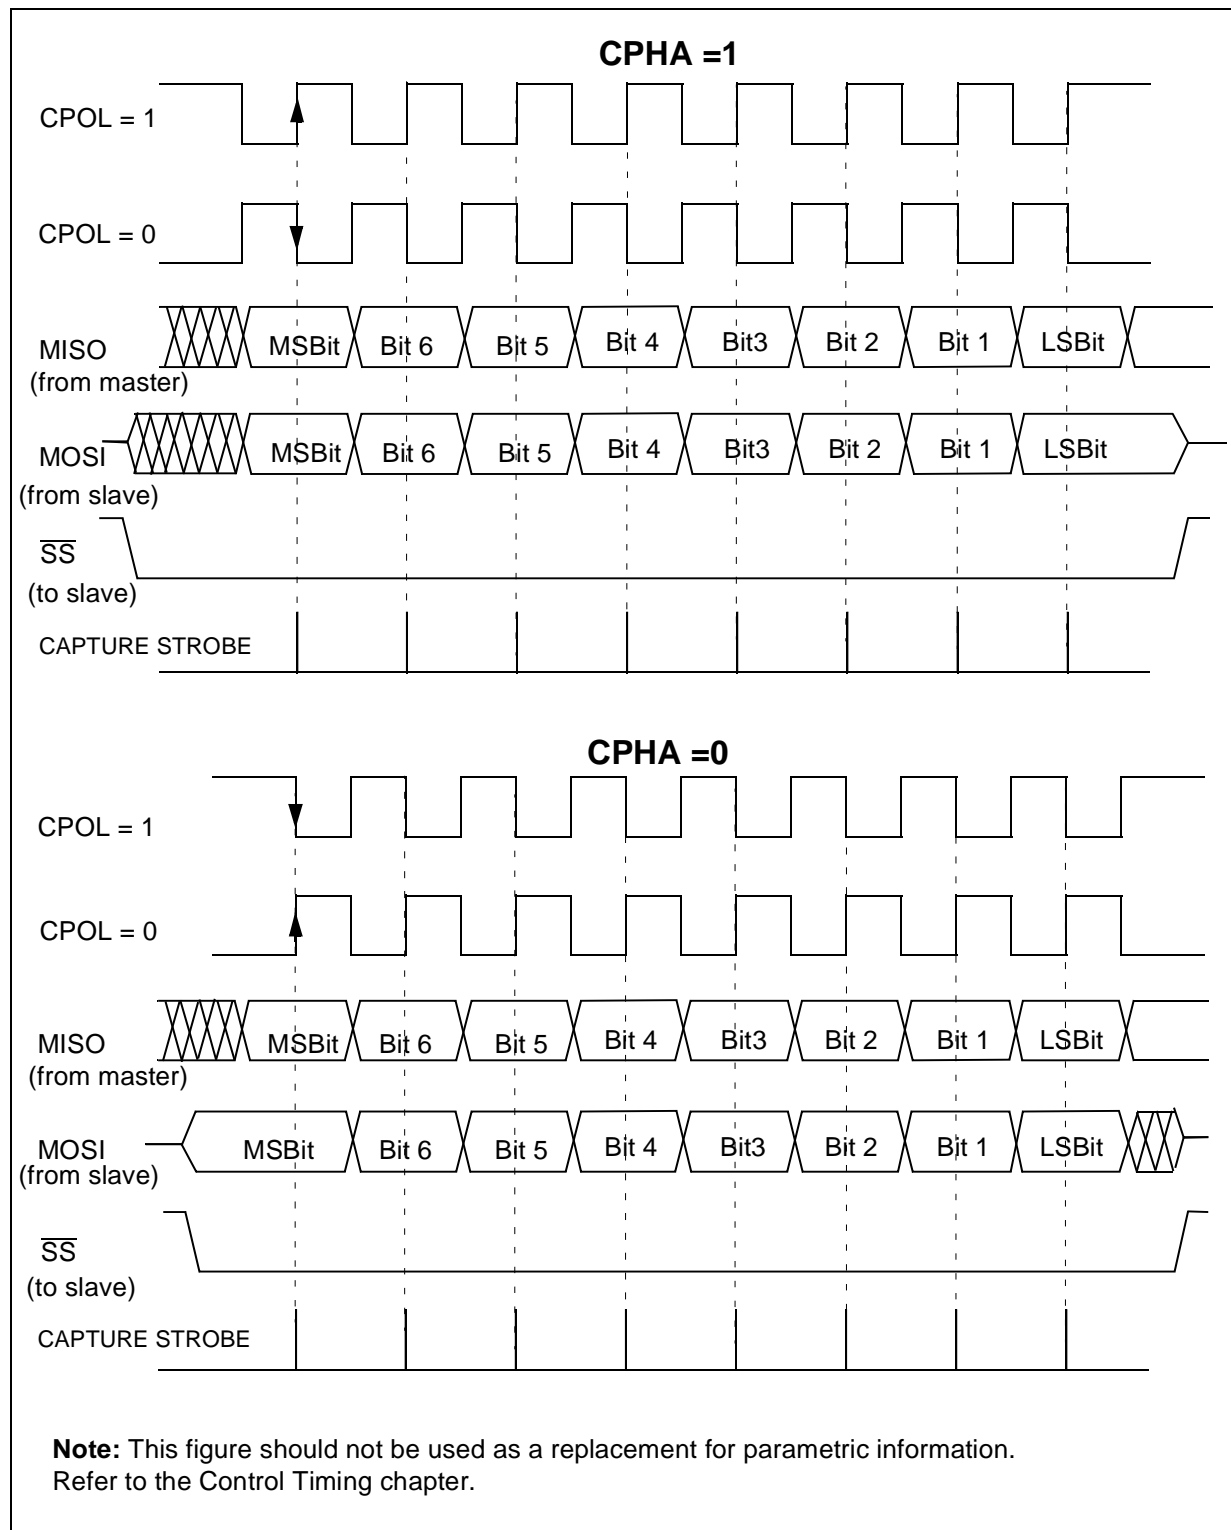 CPHA =1
CPOL = 1
CPOL = 0
MISO
(from master)
MSBit Bit 6 Bit 5 Bit 4 Bit3 Bit 2 Bit 1 LSBit
MOSI
(from slave)
MSBit Bit 6 Bit 5 Bit 4 Bit3 Bit 2 Bit 1 LSBit
SS
(to slave)
CAPTURE STROBE
CPHA =0
CPOL = 1
CPOL = 0
MISO
(from master)
MSBit Bit 6 Bit 5 Bit 4 Bit3 Bit 2 Bit 1 LSBit
MOSI
(from slave)
MSBit Bit 6 Bit 5 Bit 4 Bit3 Bit 2 Bit 1 LSBit
SS
(to slave)
CAPTURE STROBE
Note: This figure should not be used as a replacement for parametric information.
Refer to the Control Timing chapter.